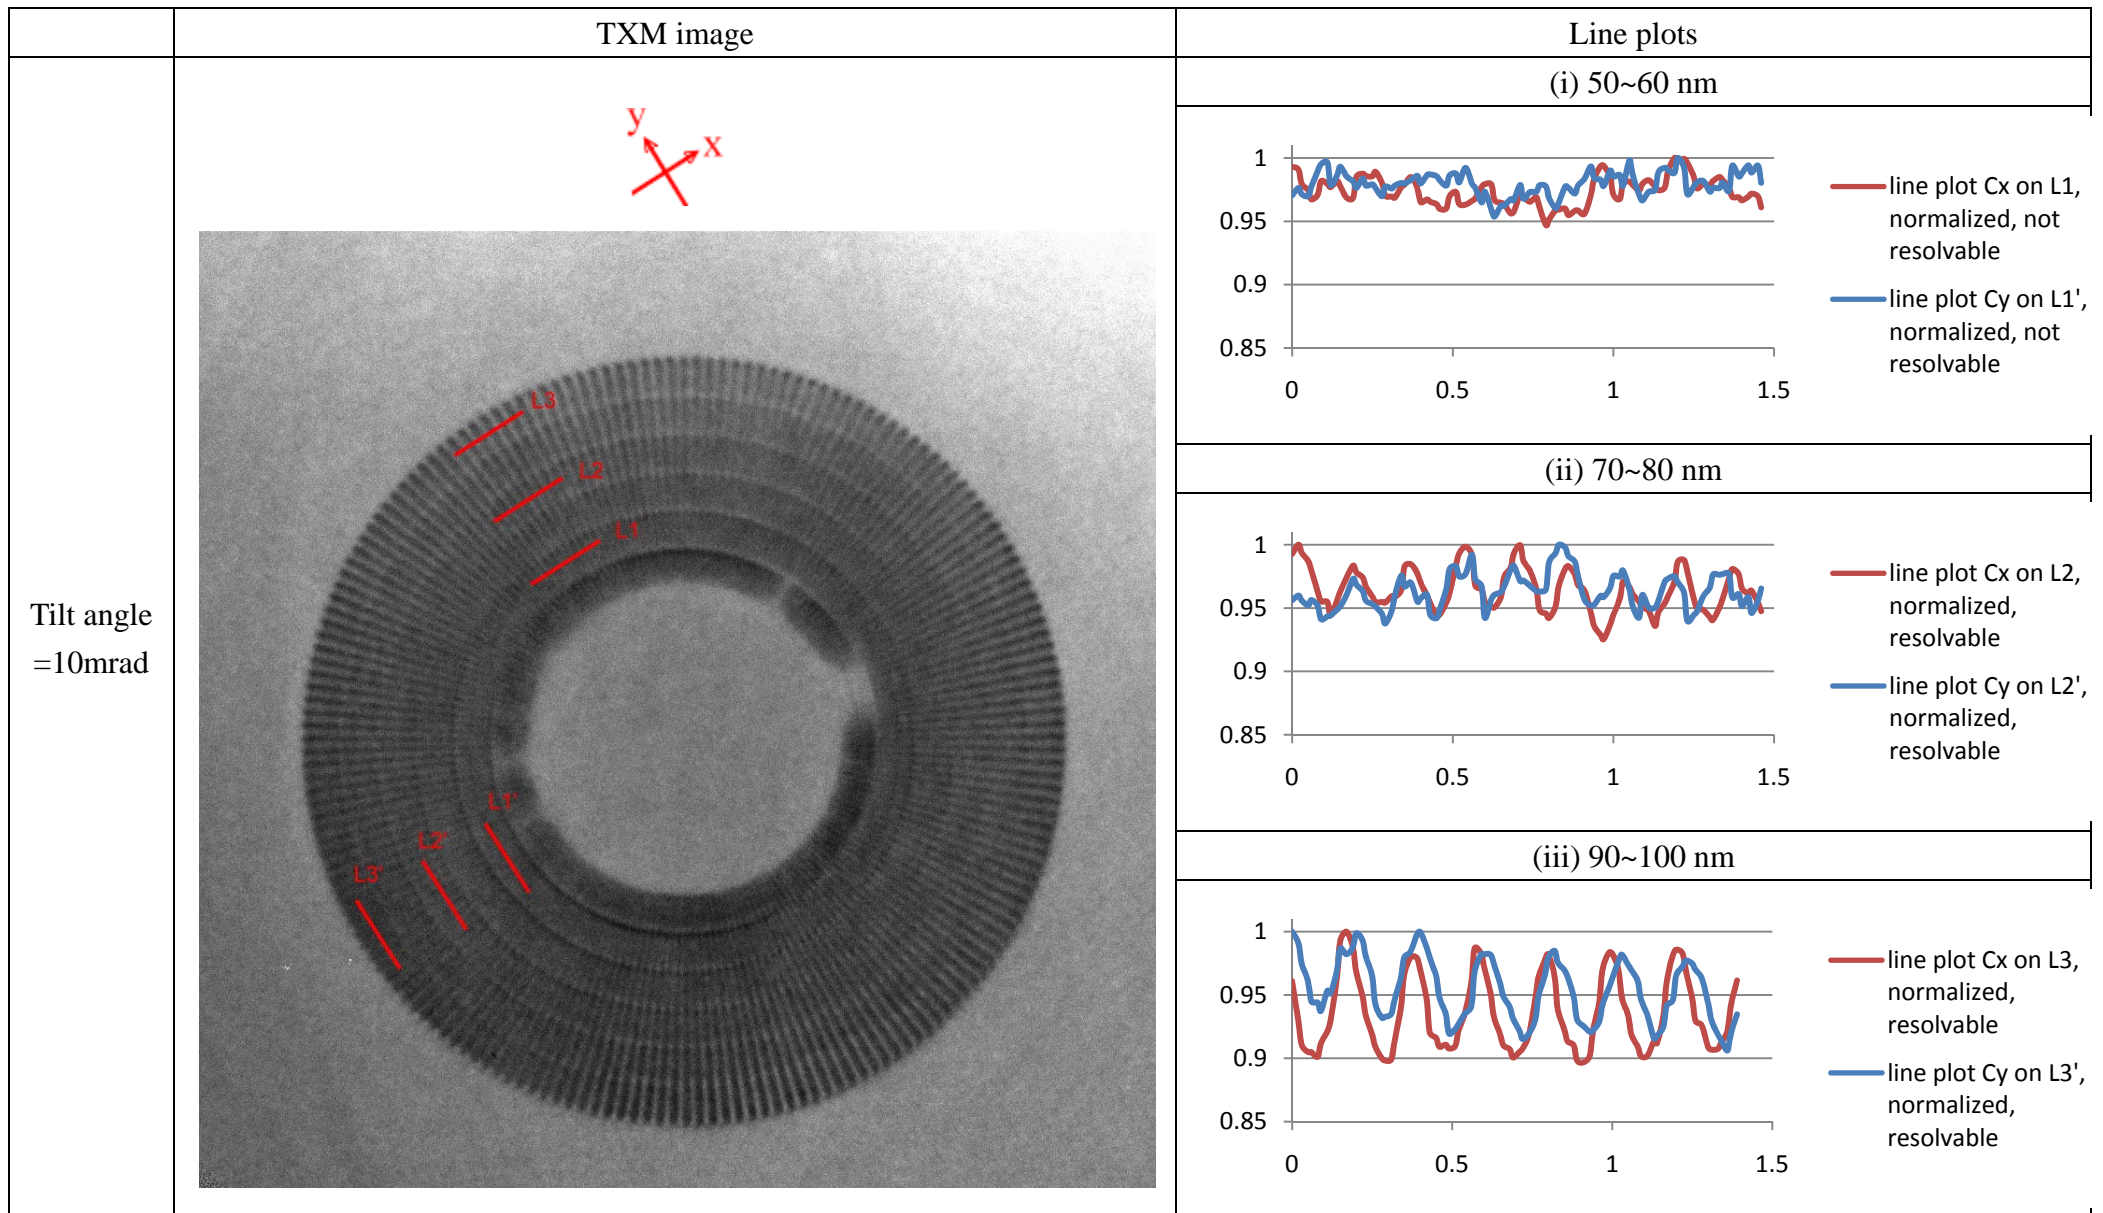 TXM image
Line plots
Tilt angle
=10mrad
y
x
L3
L2
L1
L1'
L2'
L3'
(i) 50~60 nm
1
0.95
0.9
0.85
0 0.5 1 1.5
line plot Cx on L1,
normalized, not
resolvable
line plot Cy on L1',
normalized, not
resolvable
(ii) 70~80 nm
1
0.95
0.9
0.85
0 0.5 1 1.5
line plot Cx on L2,
normalized,
resolvable
line plot Cy on L2',
normalized,
resolvable
(iii) 90~100 nm
1
0.95
0.9
0.85
0 0.5 1 1.5
line plot Cx on L3,
normalized,
resolvable
line plot Cy on L3',
normalized,
resolvable